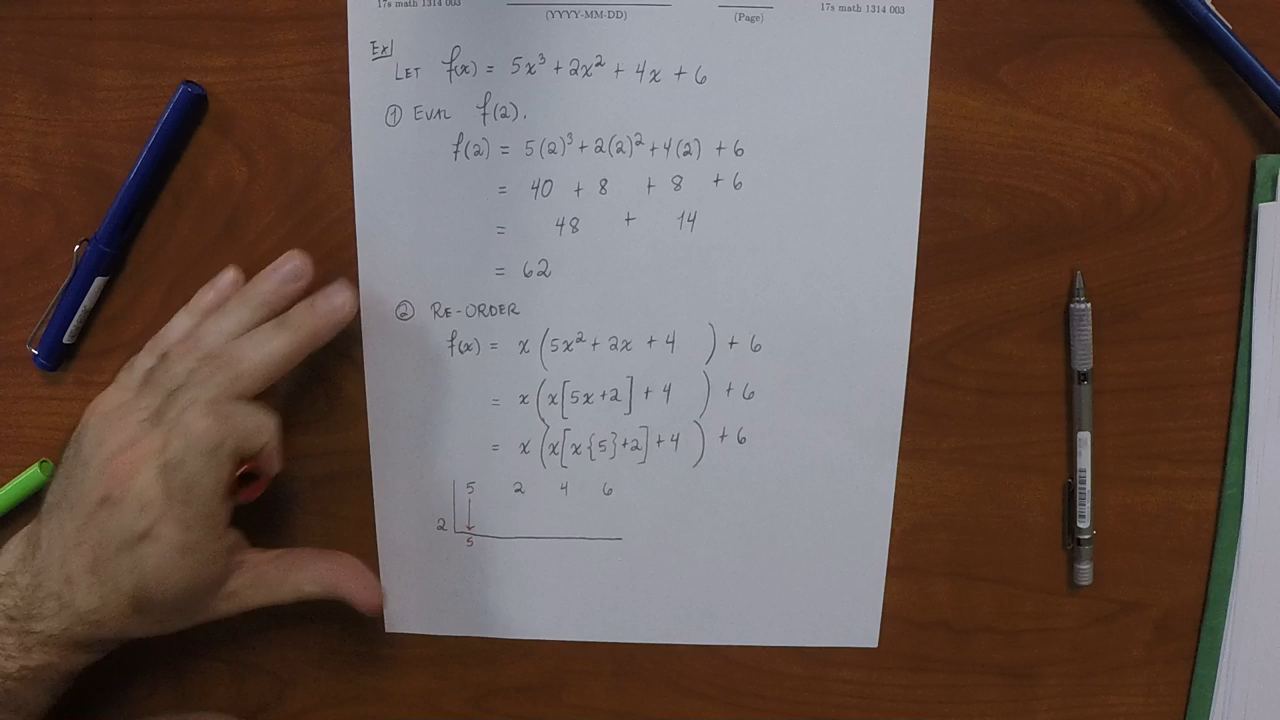 17s math 1314 003 (YYYY-MM-DD) (Page) 17s math 1314 003
Ex|
LET f(x) = 5x³ + 2x² + 4x + 6
① EVAL f(2).
f(2) = 5(2)³ + 2(2)² + 4(2) + 6
= 40 + 8 + 8 + 6
= 48 + 14
= 62
② RE-ORDER
f(x) = x(5x² + 2x + 4 ) + 6
= x(x[5x+2] + 4 ) + 6
= x(x[x{5}+2]+4 ) + 6
5 2 4 6
2
5